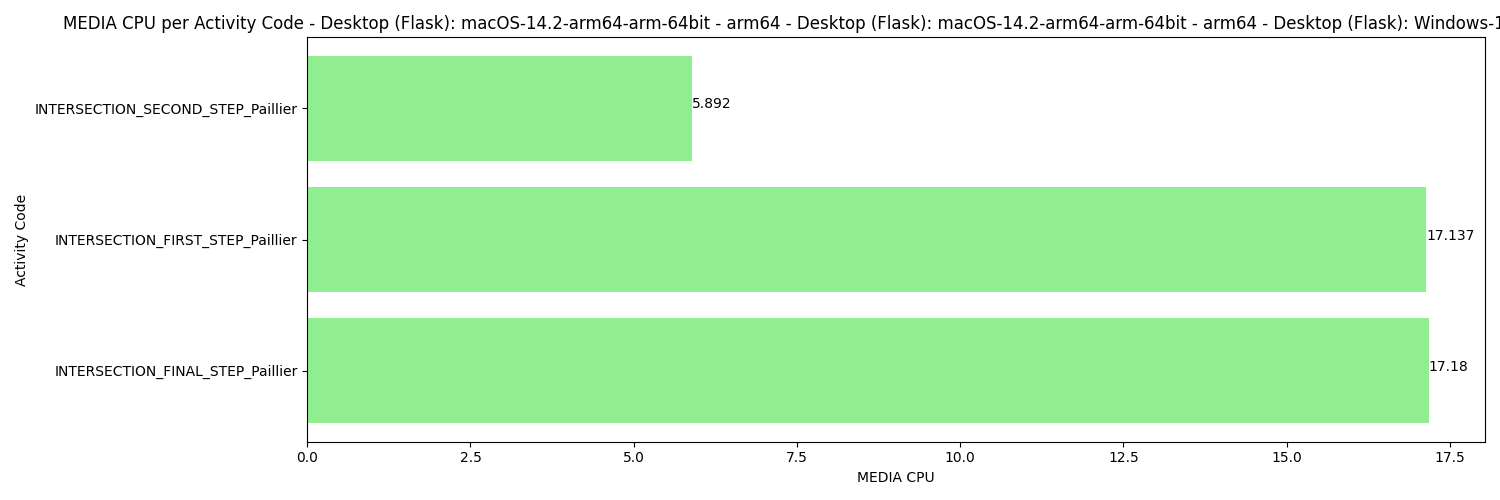 MEDIA CPU per Activity Code - Desktop (Flask): macOS-14.2-arm64-arm-64bit - arm64 - Desktop (Flask): macOS-14.2-arm64-arm-64bit - arm64 - Desktop (Flask): Windows-1
INTERSECTION_SECOND_STEP_Paillier
5.892
INTERSECTION_FIRST_STEP_Paillier
17.137
INTERSECTION_FINAL_STEP_Paillier
17.18
Activity Code
0.0 2.5 5.0 7.5 10.0 12.5 15.0 17.5
MEDIA CPU